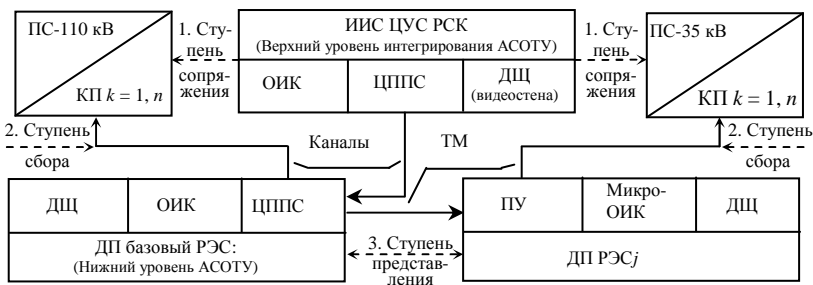 ПС-110 кВ
КП k = 1, n
1. Сту-
пень
сопря-
жения
ИИС ЦУС РСК
(Верхний уровень интегрирования АСОТУ)
ОИК
ЦППС
ДЩ
(видеостена)
1. Сту-
пень
сопря-
жения
ПС-35 кВ
КП k = 1, n
2. Ступень
сбора
Каналы
ТМ
2. Ступень
сбора
ДЩ
ОИК
ЦППС
ДП базовый РЭС:
(Нижний уровень АСОТУ)
3. Ступень
представ-
ления
ПУ
Микро-
ОИК
ДЩ
ДП РЭСj